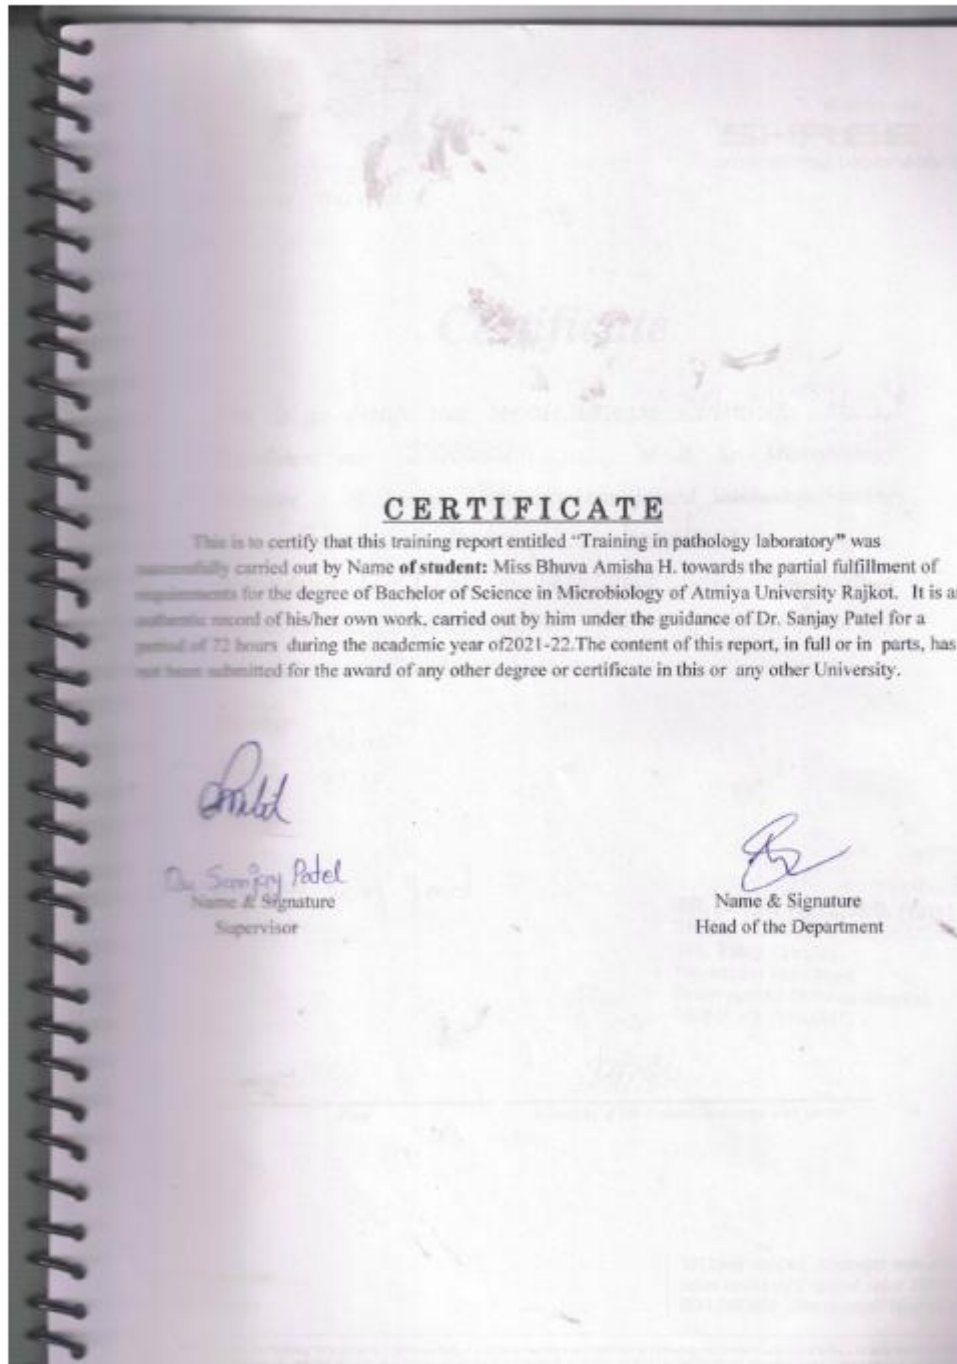 SHREE
Certificate
CERTIFICATE
This is to certify that this training report entitled “Training in pathology laboratory” was
successfully carried out by Name of student: Miss Bhuva Amisha H. towards the partial fulfillment of
requirements for the degree of Bachelor of Science in Microbiology of Atmiya University Rajkot. It is an
authentic record of his/her own work, carried out by him under the guidance of Dr. Sanjay Patel for a
period of 72 hours during the academic year of2021-22.The content of this report, in full or in parts, has
not been submitted for the award of any other degree or certificate in this or any other University.
Dr. Sanjay Patel
Name & Signature
Supervisor
Name & Signature
Head of the Department